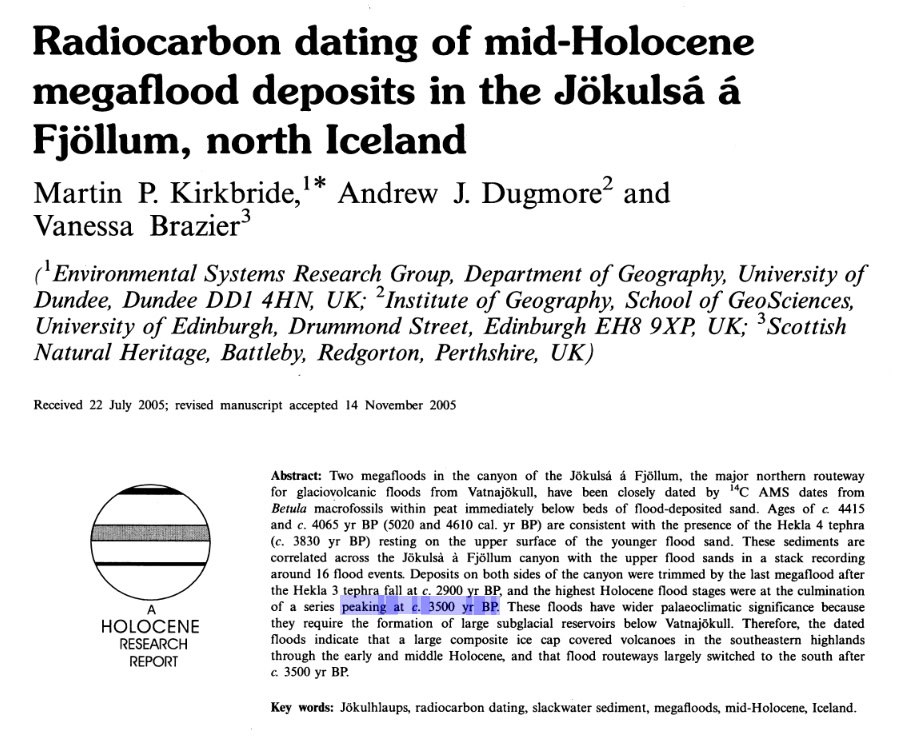 Radiocarbon dating of mid-Holocene
megaflood deposits in the Jökulsá á
Fjöllum, north Iceland
Martin P. Kirkbride,1* Andrew J. Dugmore2 and
Vanessa Brazier3
(1Environmental Systems Research Group, Department of Geography, University of
Dundee, Dundee DD1 4HN, UK; 2Institute of Geography, School of GeoSciences,
University of Edinburgh, Drummond Street, Edinburgh EH8 9XP, UK; 3Scottish
Natural Heritage, Battleby, Redgorton, Perthshire, UK)
Received 22 July 2005; revised manuscript accepted 14 November 2005
A
HOLOCENE
RESEARCH
REPORT
Abstract: Two megafloods in the canyon of the Jökulsá á Fjöllum, the major northern routeway
for glaciovolcanic floods from Vatnajökull, have been closely dated by 14C AMS dates from
Betula macrofossils within peat immediately below beds of flood-deposited sand. Ages of c. 4415
and c. 4065 yr BP (5020 and 4610 cal. yr BP) are consistent with the presence of the Hekla 4 tephra
(c. 3830 yr BP) resting on the upper surface of the younger flood sand. These sediments are
correlated across the Jökulsà à Fjöllum canyon with the upper flood sands in a stack recording
around 16 flood events. Deposits on both sides of the canyon were trimmed by the last megaflood after
the Hekla 3 tephra fall at c. 2900 yr BP, and the highest Holocene flood stages were at the culmination
of a series peaking at c. 3500 yr BP. These floods have wider palaeoclimatic significance because
they require the formation of large subglacial reservoirs below Vatnajökull. Therefore, the dated
floods indicate that a large composite ice cap covered volcanoes in the southeastern highlands
through the early and middle Holocene, and that flood routeways largely switched to the south after
c. 3500 yr BP.
Key words: Jökulhlaups, radiocarbon dating, slackwater sediment, megafloods, mid-Holocene, Iceland.